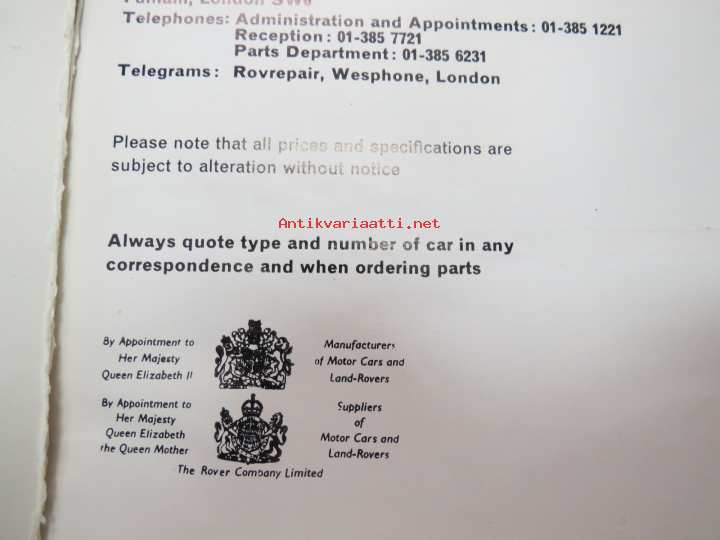 Fulham, London SW6
Telephones: Administration and Appointments: 01-385 1221
Reception: 01-385 7721
Parts Department: 01-385 6231
Telegrams: Rovrepair, Wesphone, London
Please note that all prices and specifications are
subject to alteration without notice
Antikvariaatti.net
Always quote type and number of car in any
correspondence and when ordering parts
By Appointment to
Her Majesty
Queen Elizabeth II
Manufacturers
of Motor Cars and
Land-Rovers
By Appointment to
Her Majesty
Queen Elizabeth
the Queen Mother
Suppliers
of
Motor Cars and
Land-Rovers
The Rover Company Limited